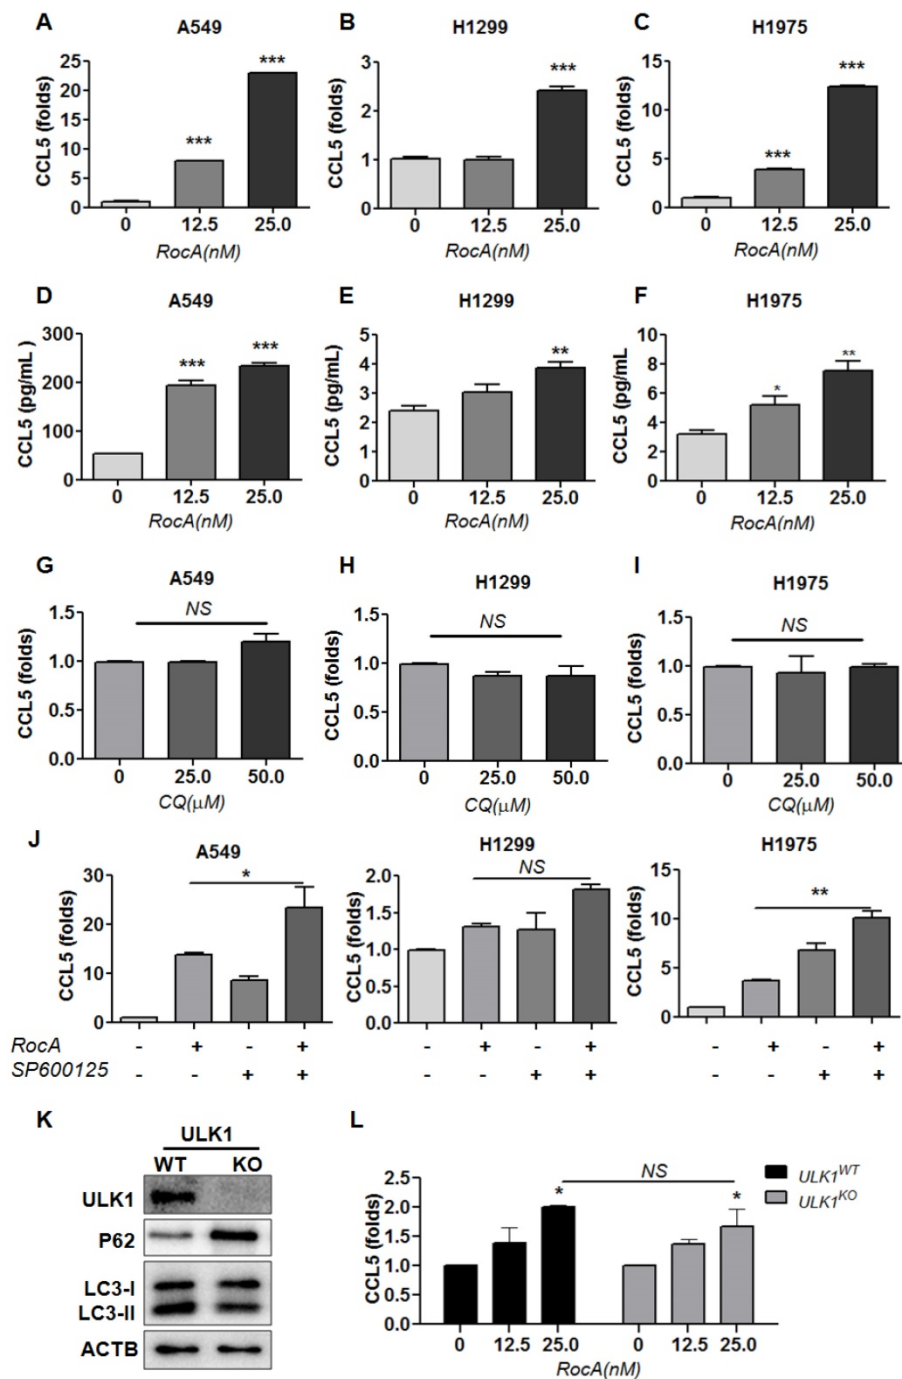 A
A549
CCL5 (folds)
25
20
15
10
5
0
***
***
0 12.5 25.0
RocA(nM)
B
H1299
CCL5 (folds)
3
2
1
0
***
0 12.5 25.0
RocA(nM)
C
H1975
CCL5 (folds)
15
10
5
0
***
***
0 12.5 25.0
RocA(nM)
D
A549
CCL5 (pg/mL )
300
200
100
0
***
***
0 12.5 25.0
RocA(nM)
E
H1299
CCL5 (pg/mL)
5
4
3
2
1
0
**
0 12.5 25.0
RocA(nM)
F
H1975
CCL5 (pg/mL
10
8
6
4
2
0
*
**
0 12.5 25.0
RocA(nM)
G
A549
CCL5 (folds)
1.5
1.0
0.5
0.0
NS
0 25.0 50.0
CQ(μM)
H
H1299
CCL5 (folds)
1.5
1.0
0.5
0.0
NS
0 25.0 50.0
CQ(μM)
I
H1975
CCL5 (folds)
1.5
1.0
0.5
0.0
NS
0 25.0 50.0
CQ(μM)
J
A549
CCL5 (folds)
30
20
10
0
*
H1299
CCL5 (folds)
2.0
1.5
1.0
0.5
0.0
NS
H1975
CCL5 (folds)
15
10
5
0
**
RocA - + - + - + - + - + - +
SP600125 - - + + - - + + - - + +
K
ULK1
WT KO
ULK1
P62
LC3-I
LC3-II
ACTB
L
CCL5 (folds)
2.5
2.0
1.5
1.0
0.5
0.0
NS
*
*
0 12.5 25.0 0 12.5 25.0
RocA(nM)
ULK1WT
ULK1KO